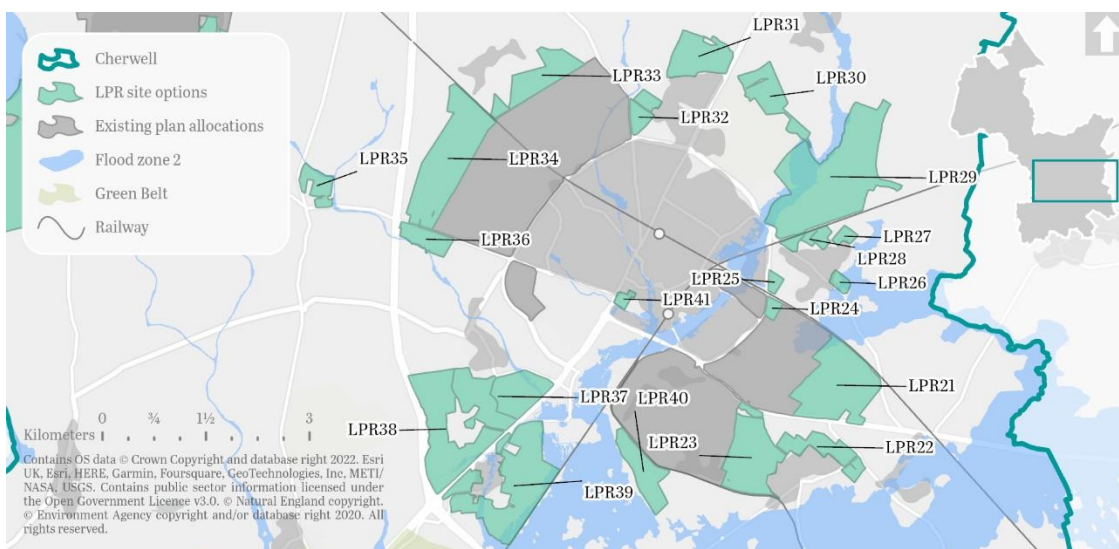 Cherwell
LPR site options
Existing plan allocations
Flood zone 2
Green Belt
Railway
LPR31
LPR33
LPR30
LPR32
LPR35
LPR34
LPR29
LPR36
LPR27
LPR28
LPR25
LPR26
LPR41
LPR24
LPR21
LPR37
LPR40
LPR38
LPR23
LPR22
LPR39
0 ¾ 1½ 3
Kilometers
Contains OS data © Crown Copyright and database right 2022. Esri
UK, Esri, HERE, Garmin, Foursquare, GeoTechnologies, Inc, METI/
NASA, USGS. Contains public sector information licensed under
the Open Government Licence v3.0. © Natural England copyright.
© Environment Agency copyright and/or database right 2020. All
rights reserved.